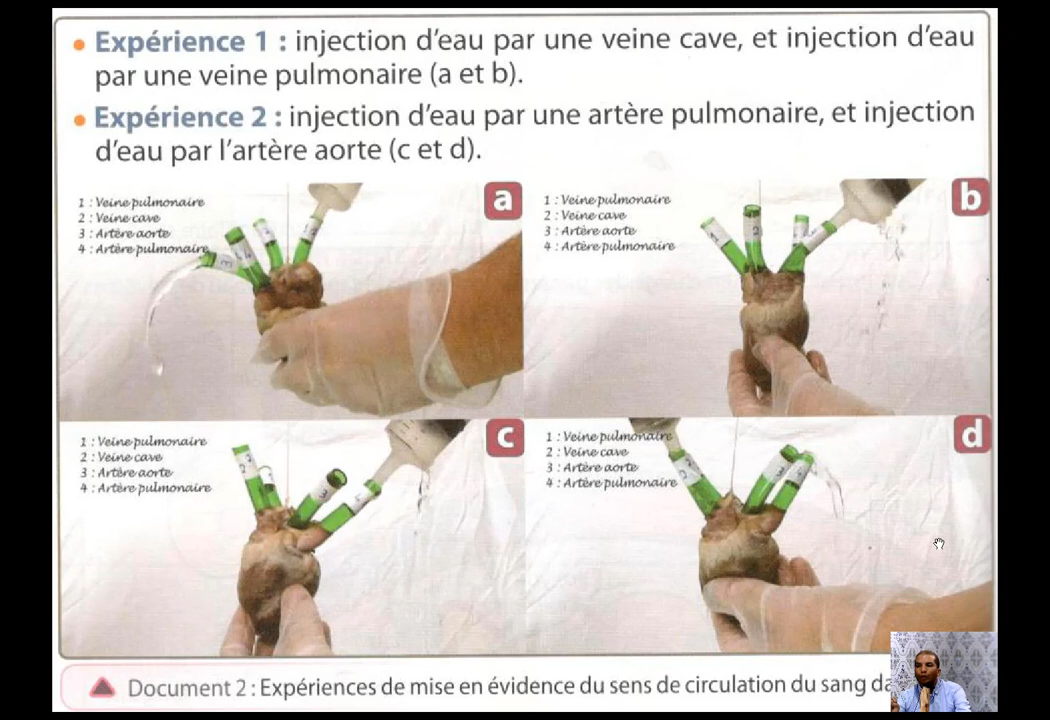 • Expérience 1 : injection d'eau par une veine cave, et injection d'eau
par une veine pulmonaire (a et b).
• Expérience 2 : injection d'eau par une artère pulmonaire, et injection
d'eau par l'artère aorte (c et d).
1 : Veine pulmonaire
2 : Veine cave
3 : Artère aorte
4 : Artère pulmonaire
a
1 : Veine pulmonaire
2 : Veine cave
3 : Artère aorte
4 : Artère pulmonaire
b
1 : Veine pulmonaire
2 : Veine cave
3 : Artère aorte
4 : Artère pulmonaire
c
1 : Veine pulmonaire
2 : Veine cave
3 : Artère aorte
4 : Artère pulmonaire
d
Document 2 : Expériences de mise en évidence du sens de circulation du sang da